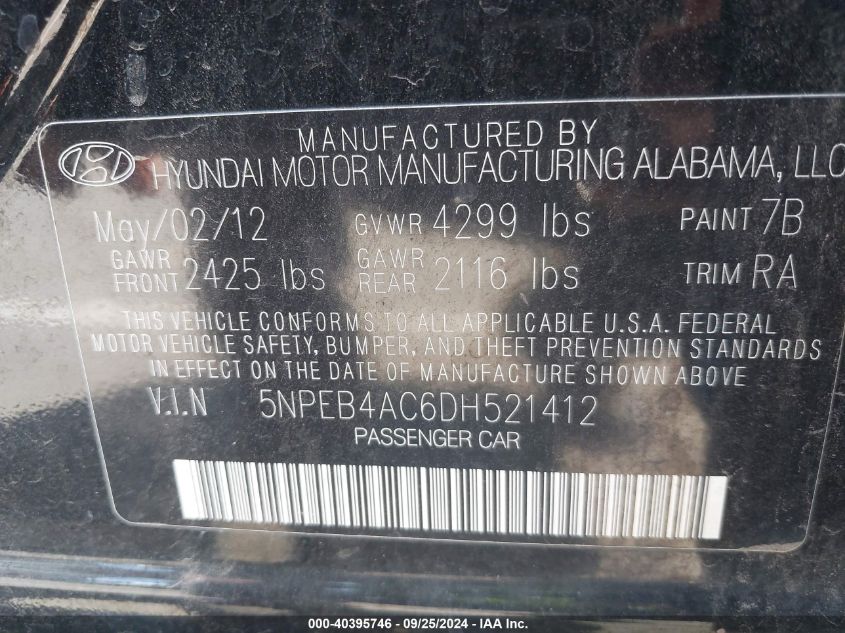 MANUFACTURED BY
HYUNDAI MOTOR MANUFACTURING ALABAMA, LLC
May/02/12 GVWR 4299 lbs PAINT 7B
GAWR FRONT 2425 lbs GAWR REAR 2116 lbs TRIM RA
THIS VEHICLE CONFORMS TO ALL APPLICABLE U.S.A. FEDERAL
MOTOR VEHICLE SAFETY, BUMPER, AND THEFT PREVENTION STANDARDS
IN EFFECT ON THE DATE OF MANUFACTURE SHOWN ABOVE.
V.I.N 5NPEB4AC6DH521412
PASSENGER CAR
000-40395746 - 09/25/2024 - IAA Inc.